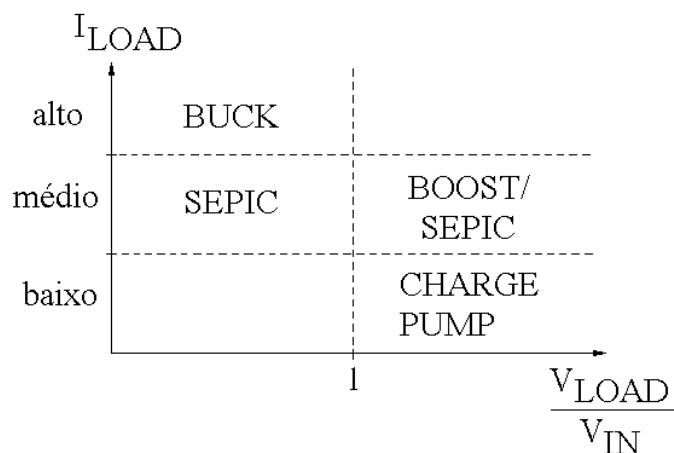 I LOAD
alto
BUCK
médio
SEPIC
BOOST/
SEPIC
baixo
CHARGE
PUMP
1
V LOAD
V IN